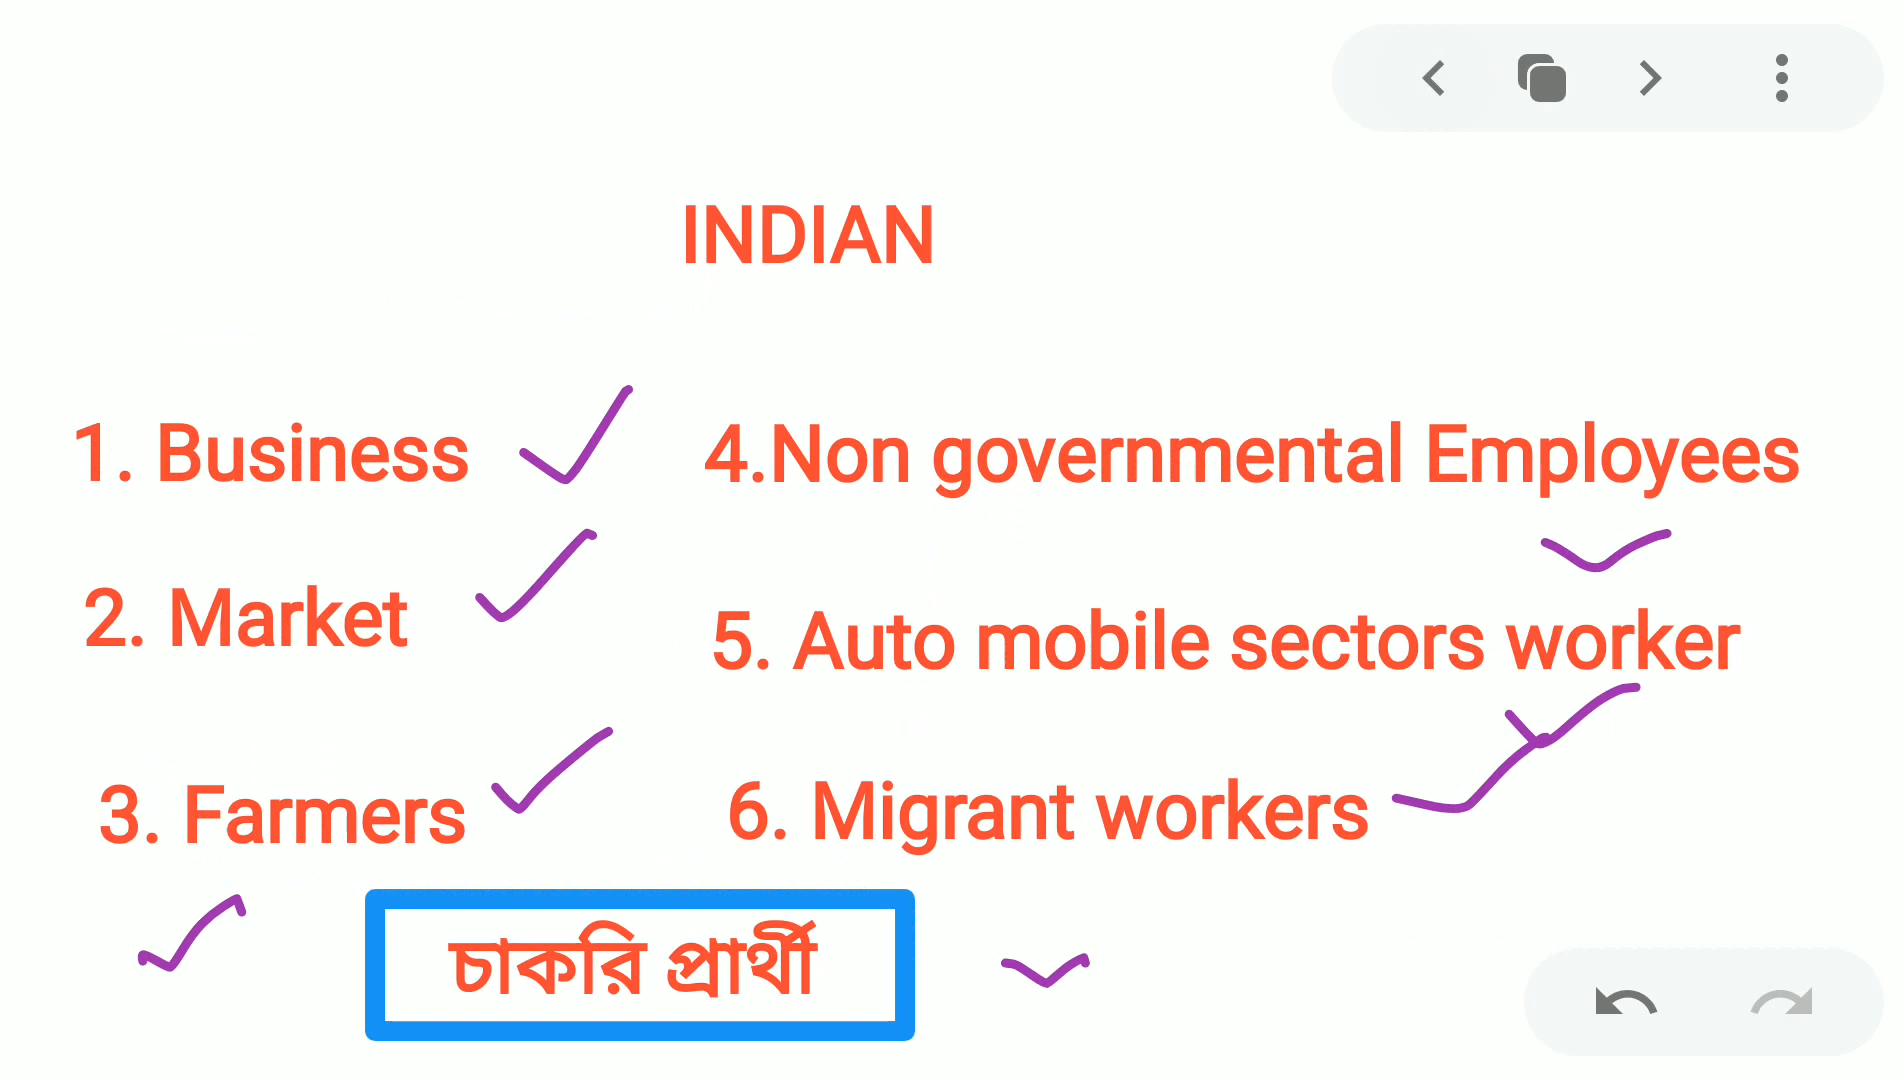 INDIAN
1. Business
2. Market
3. Farmers
4.Non governmental Employees
5. Auto mobile sectors worker
6. Migrant workers
চাকরি প্রার্থী